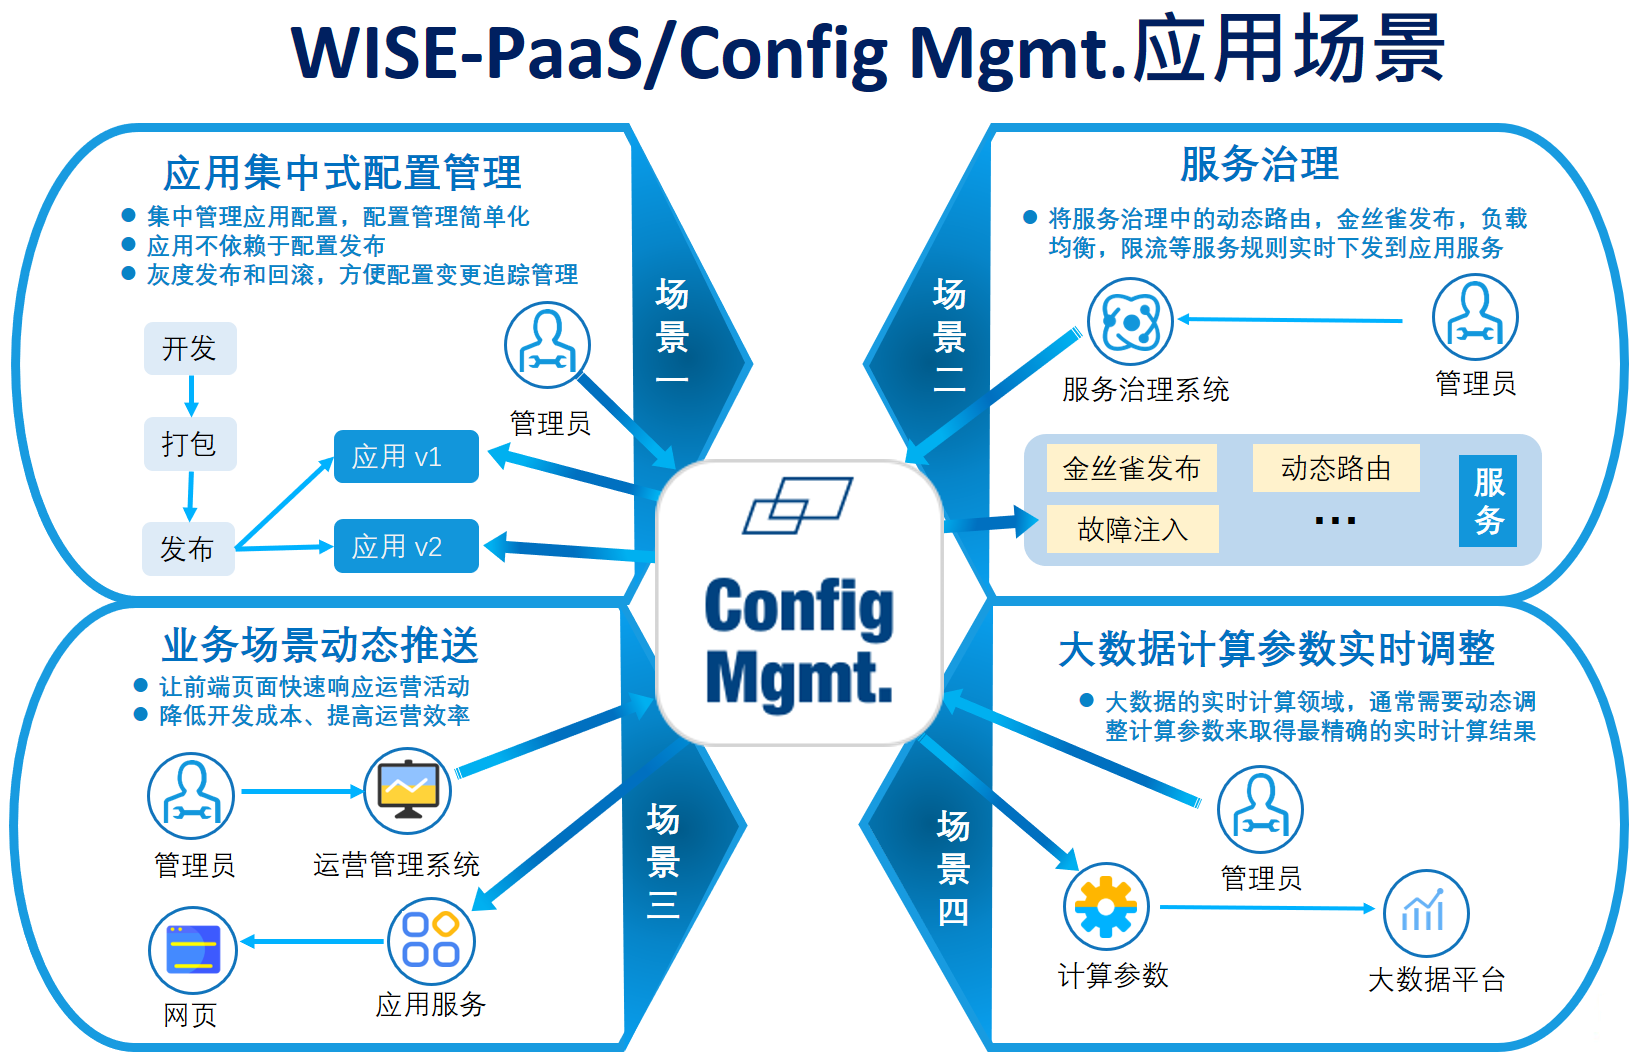 WISE-PaaS/Config Mgmt.应用场景
应用集中式配置管理
集中管理应用配置，配置管理简单化
应用不依赖于配置发布
灰度发布和回滚，方便配置变更追踪管理
开发
打包
发布
应用 v1
应用 v2
管理员
场景一
服务治理
将服务治理中的动态路由，金丝雀发布，负载
均衡，限流等服务规则实时下发到应用服务
场景二
服务治理系统
管理员
金丝雀发布
动态路由
故障注入
...
服务
Config
Mgmt.
业务场景动态推送
让前端页面快速响应运营活动
降低开发成本、提高运营效率
管理员
运营管理系统
网页
应用服务
场景三
大数据计算参数实时调整
大数据的实时计算领域，通常需要动态调
整计算参数来取得最精确的实时计算结果
场景四
管理员
计算参数
大数据平台